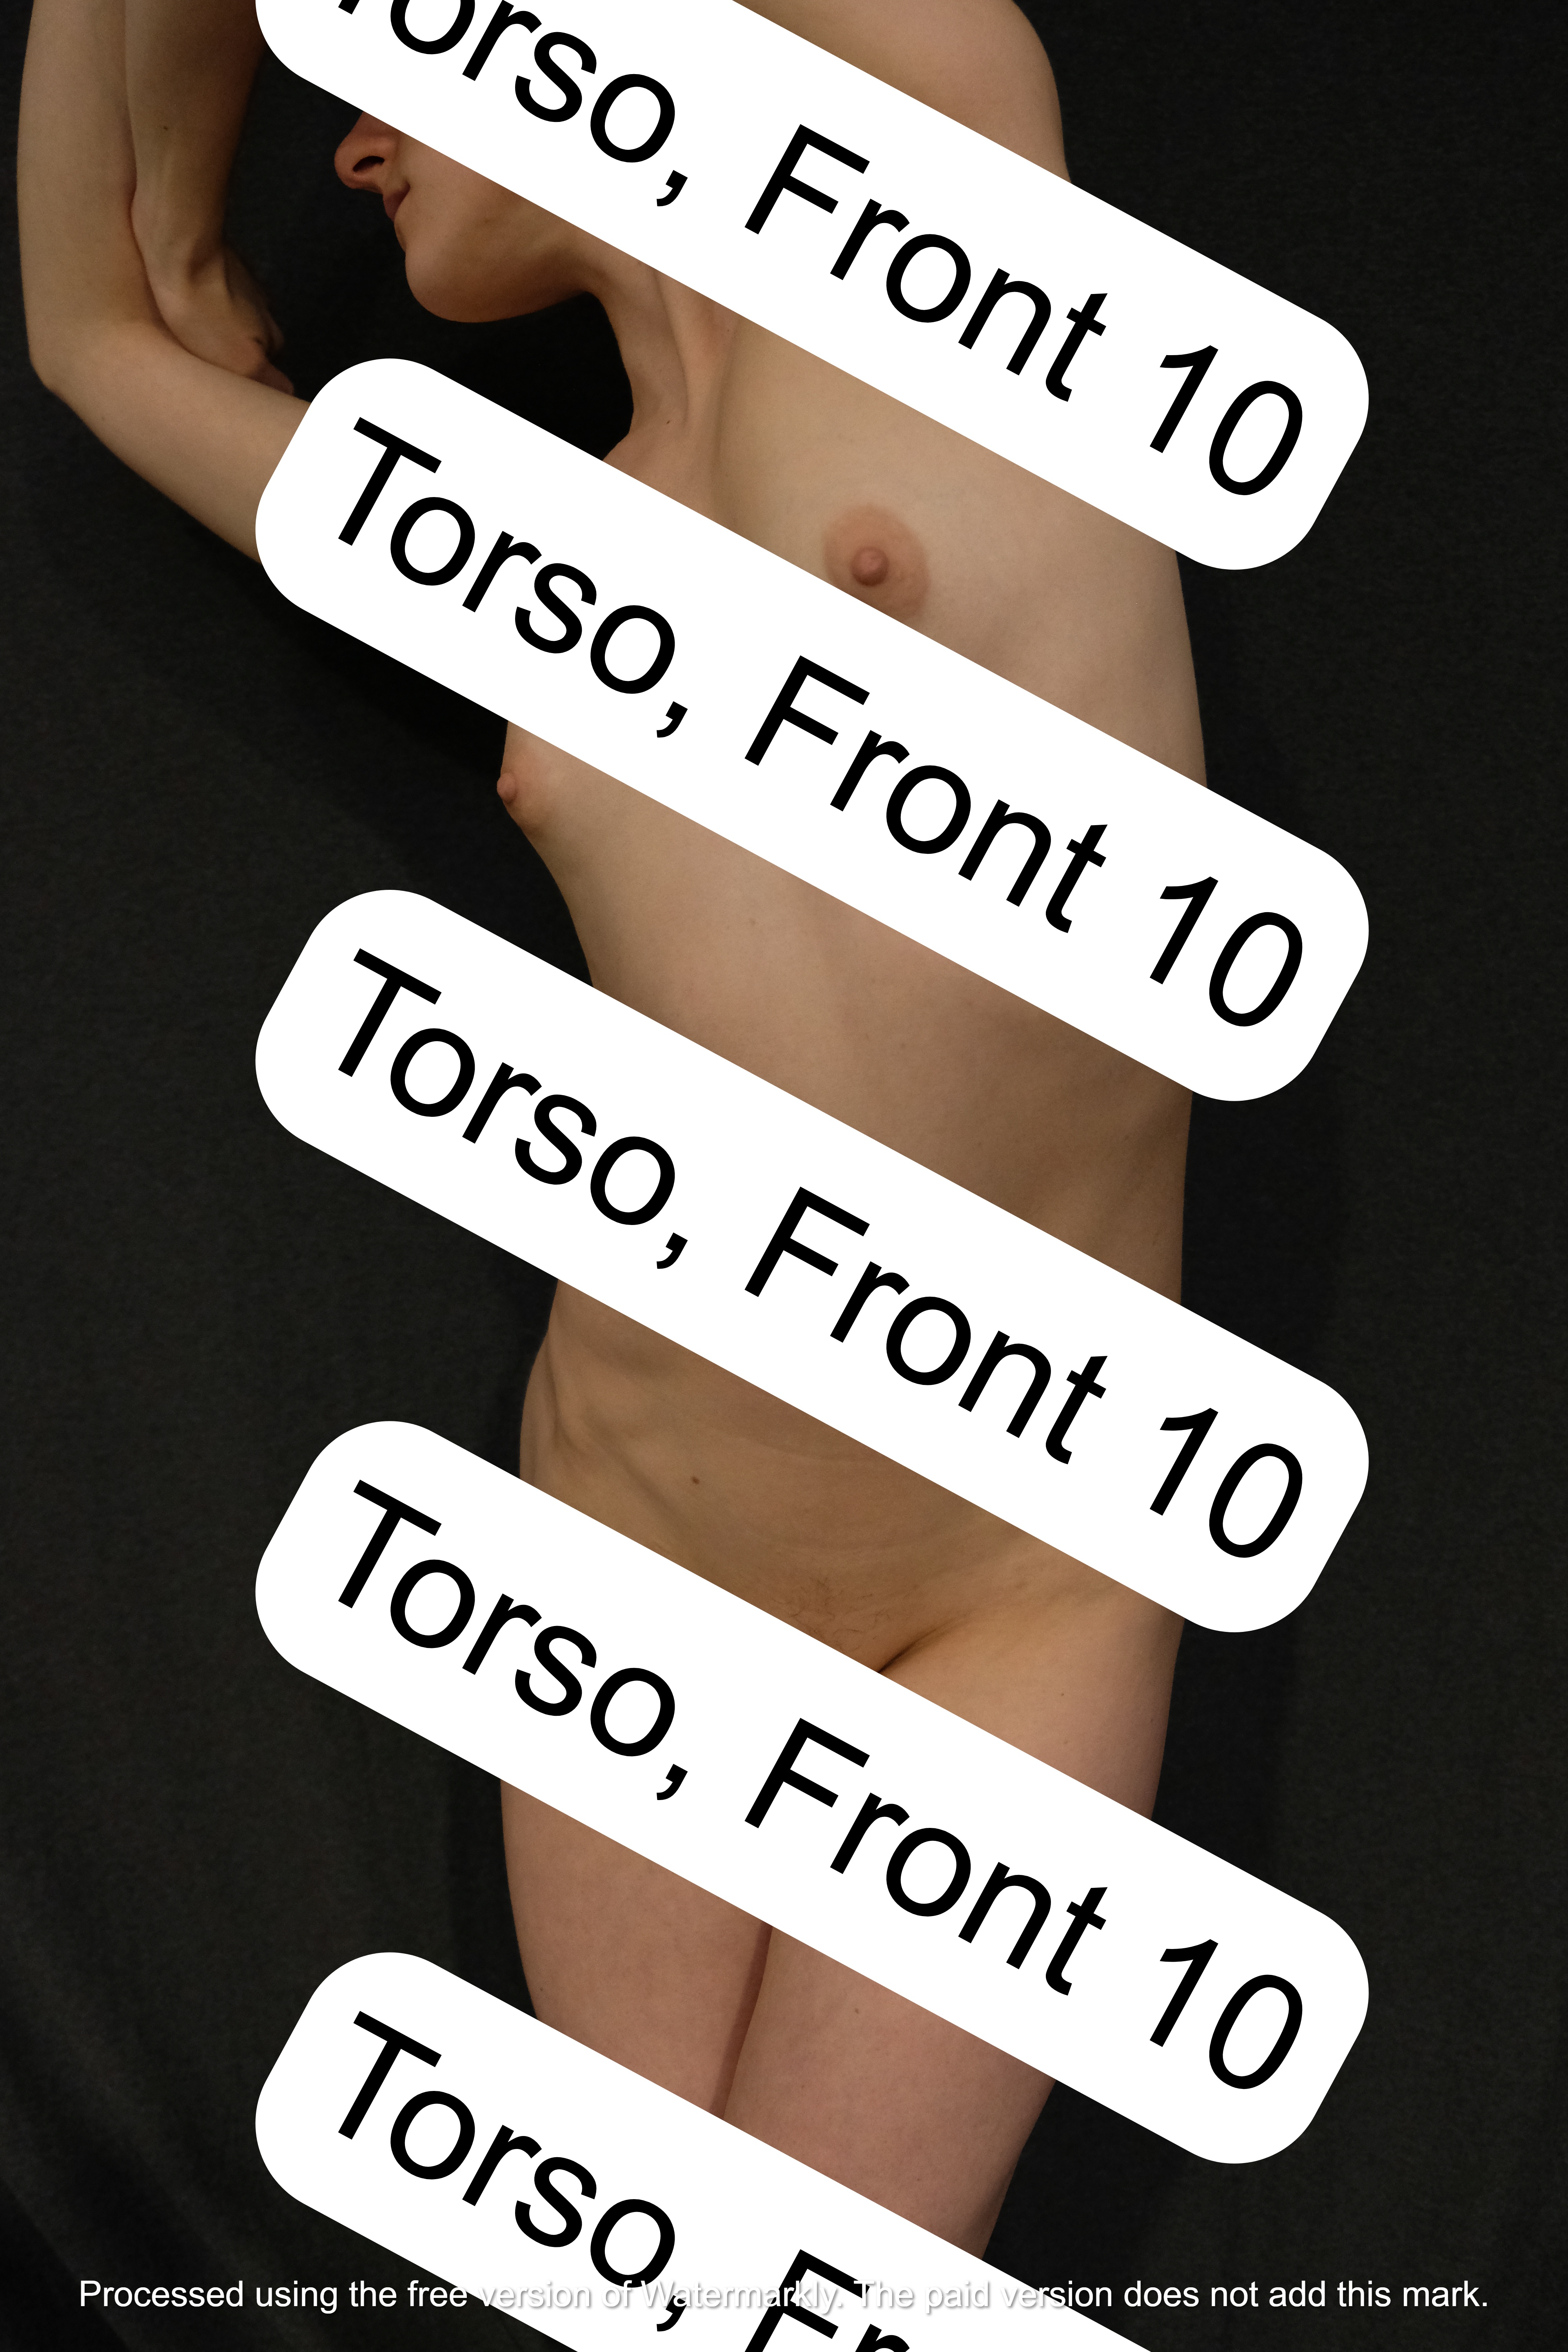 Torso, Front 10
Torso, Front 10
Torso, Front 10
Torso, Front 10
Torso, Fr
Processed using the free version of Watermarkly. The paid version does not add this mark.